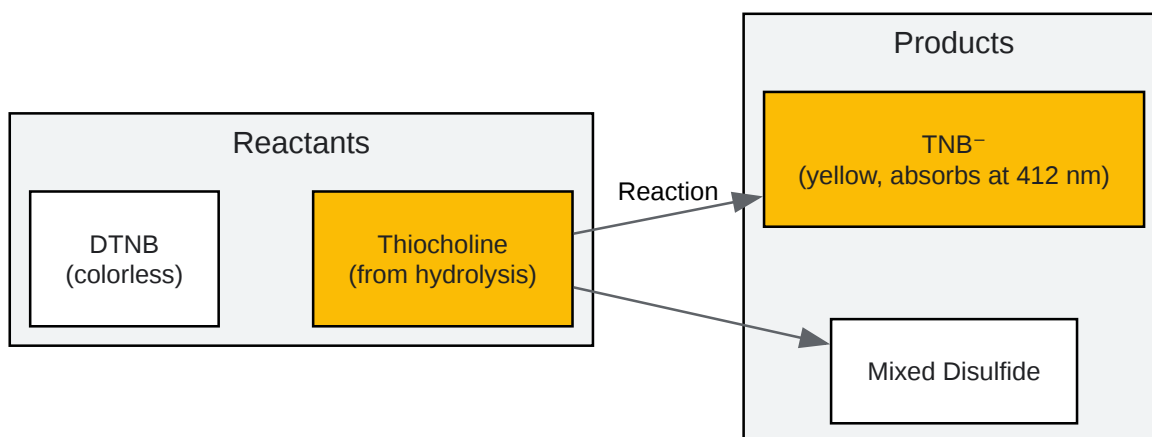 Reactants
DTNB
(colorless)
Thiocholine
(from hydrolysis)
Reaction
Products
TNB⁻
(yellow, absorbs at 412 nm)
Mixed Disulfide